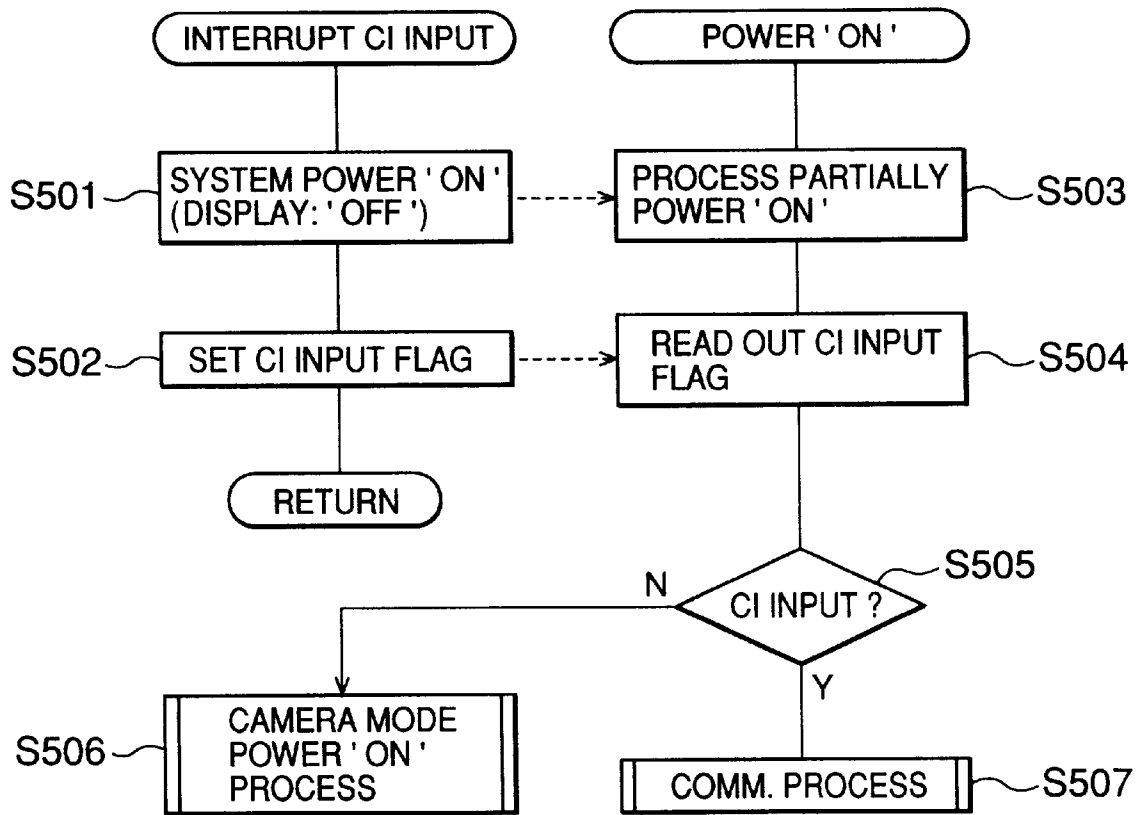 INTERRUPT CI INPUT
POWER ' ON '
S501
SYSTEM POWER ' ON '
(DISPLAY: ' OFF ')
PROCESS PARTIALLY
POWER ' ON '
S503
S502
SET CI INPUT FLAG
READ OUT CI INPUT
FLAG
S504
RETURN
S505
N
CI INPUT ?
Y
S506
CAMERA MODE
POWER ' ON '
PROCESS
COMM. PROCESS
S507